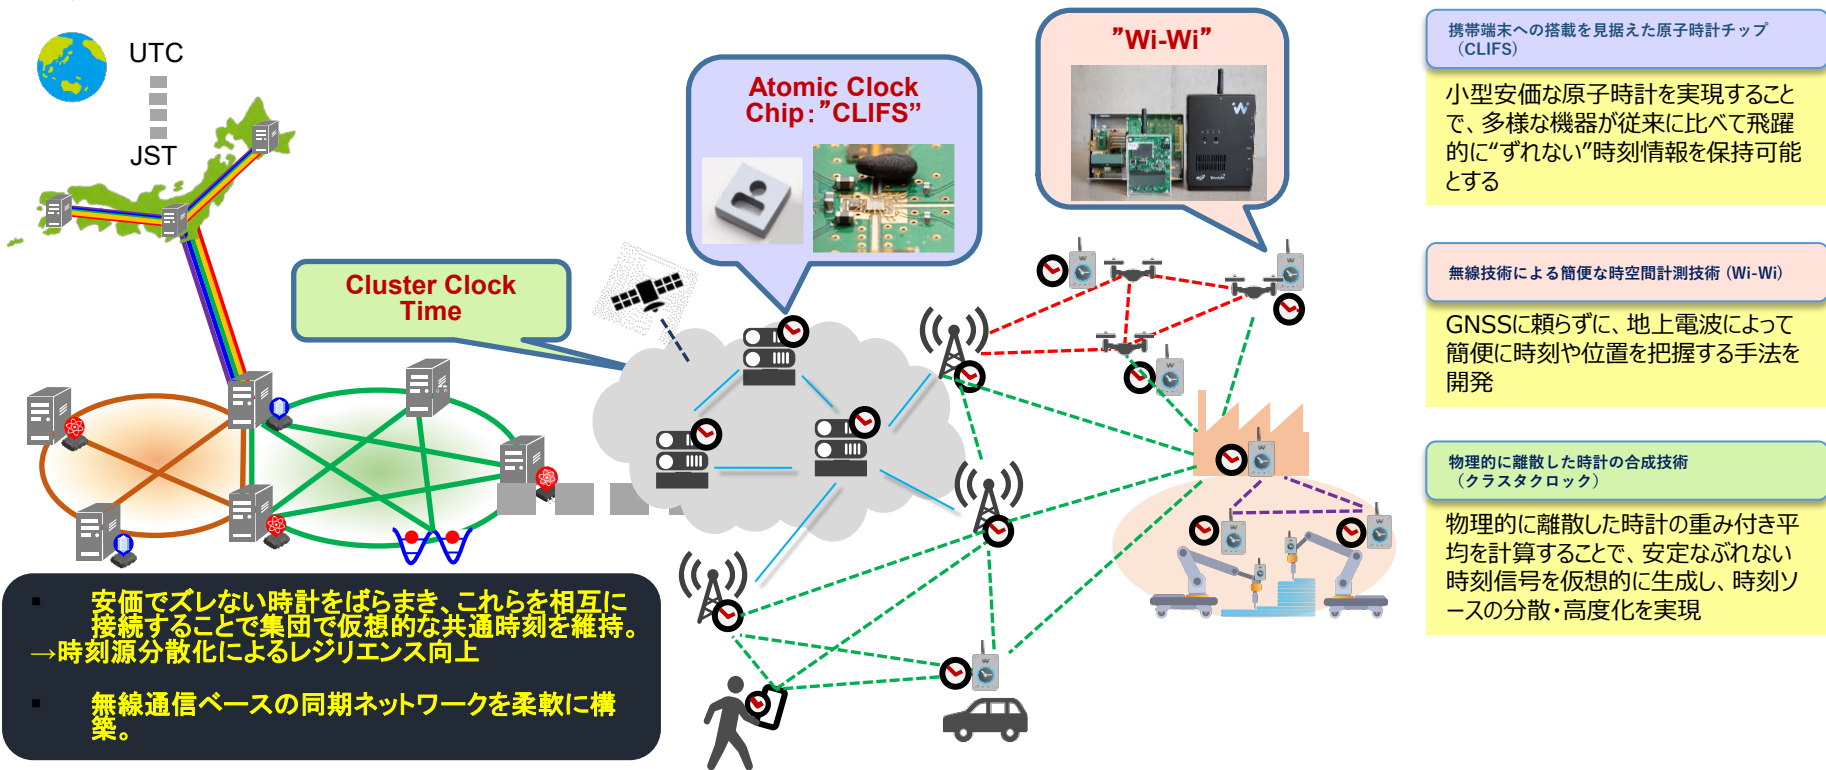 UTC
JST
Cluster Clock
Time
Atomic Clock
Chip：”CLIFS”
”Wi-Wi”
安価でズレない時計をばらまき、これらを相互に
接続することで集団で仮想的な共通時刻を維持。
→時刻源分散化によるレジリエンス向上
無線通信ベースの同期ネットワークを柔軟に構
築。
携帯端末への搭載を見据えた原子時計チップ
（CLIFS）
小型安価な原子時計を実現すること
で、多様な機器が従来に比べて飛躍
的に“ずれない”時刻情報を保持可能
とする
無線技術による簡便な時空間計測技術 (Wi-Wi)
GNSSに頼らずに、地上電波によって
簡便に時刻や位置を把握する手法を
開発
物理的に離散した時計の合成技術
（クラスタクロック）
物理的に離散した時計の重み付き平
均を計算することで、安定なぶれない
時刻信号を仮想的に生成し、時刻ソ
ースの分散・高度化を実現